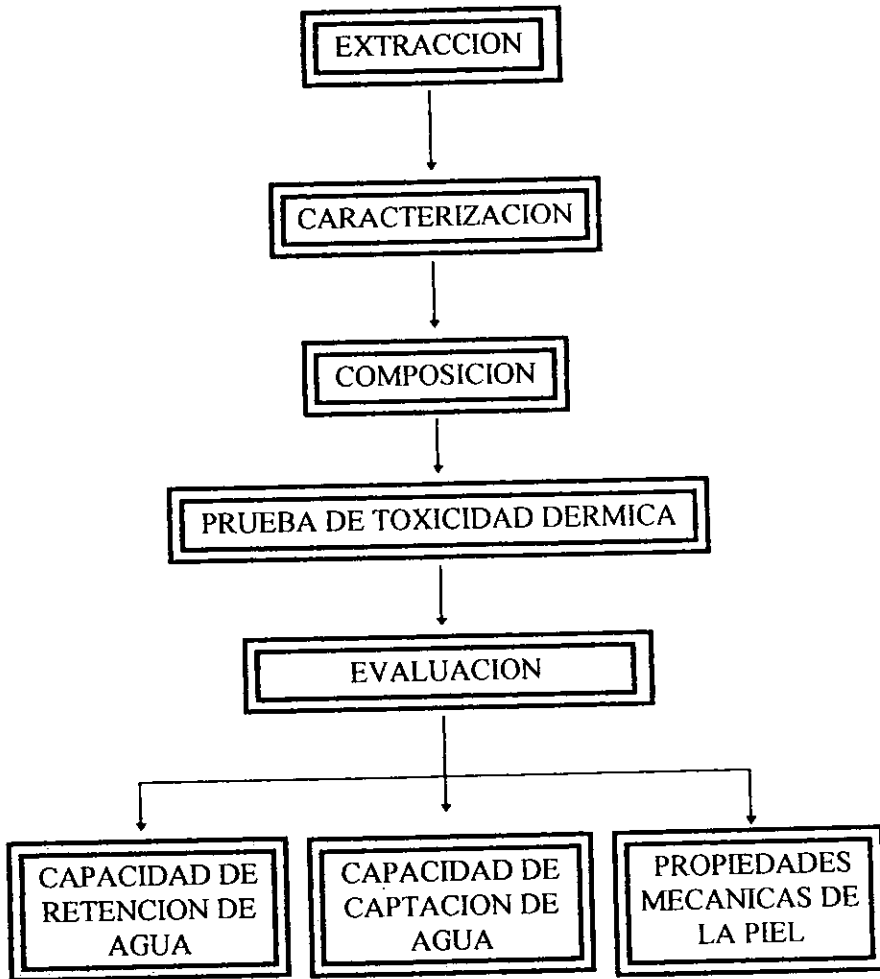 EXTRACCION
CARACTERIZACION
COMPOSICION
PRUEBA DE TOXICIDAD DERMICA
EVALUACION
CAPACIDAD DE
RETENCION DE
AGUA
CAPACIDAD DE
CAPTACION DE
AGUA
PROPIEDADES
MECANICAS DE
LA PIEL